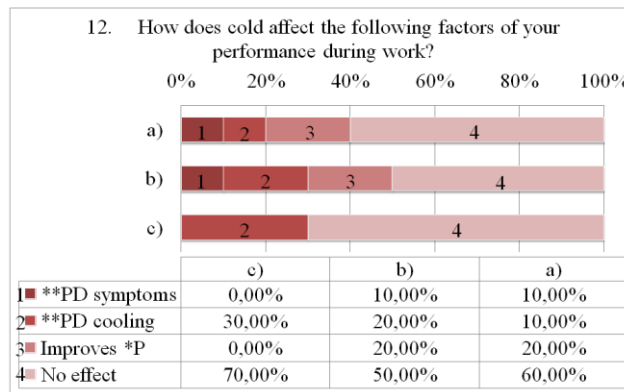 12. How does cold affect the following factors of your
performance during work?
0% 20% 40% 60% 80% 100%
a) 1 2 3 4
b) 1 2 3 4
c) 2 4
c) b) a)
1 **PD symptoms 0,00% 10,00% 10,00%
2 **PD cooling 30,00% 20,00% 10,00%
3 Improves *P 0,00% 20,00% 20,00%
4 No effect 70,00% 50,00% 60,00%